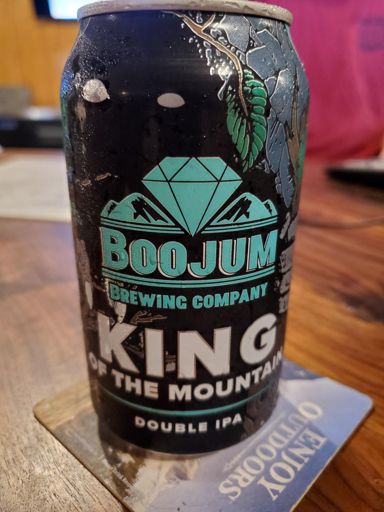 BOOJUM
BREWING COMPANY
KING
OF THE MOUNTAIN
DOUBLE IPA
ENJOY
OUTDOORS